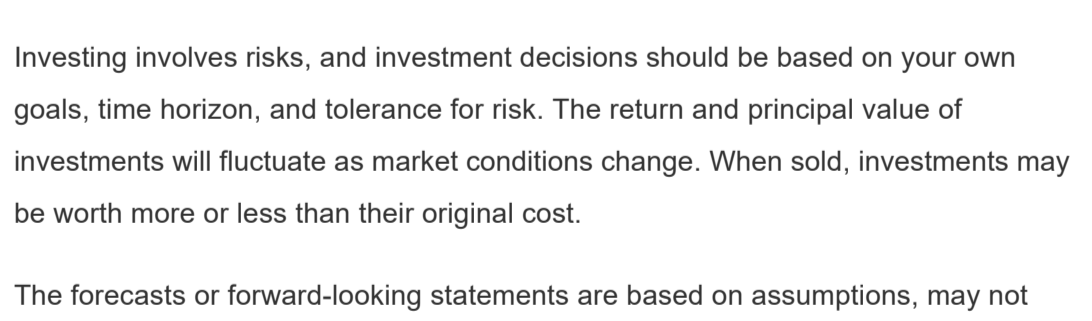 Investing involves risks, and investment decisions should be based on your own
goals, time horizon, and tolerance for risk. The return and principal value of
investments will fluctuate as market conditions change. When sold, investments may
be worth more or less than their original cost.
The forecasts or forward-looking statements are based on assumptions, may not